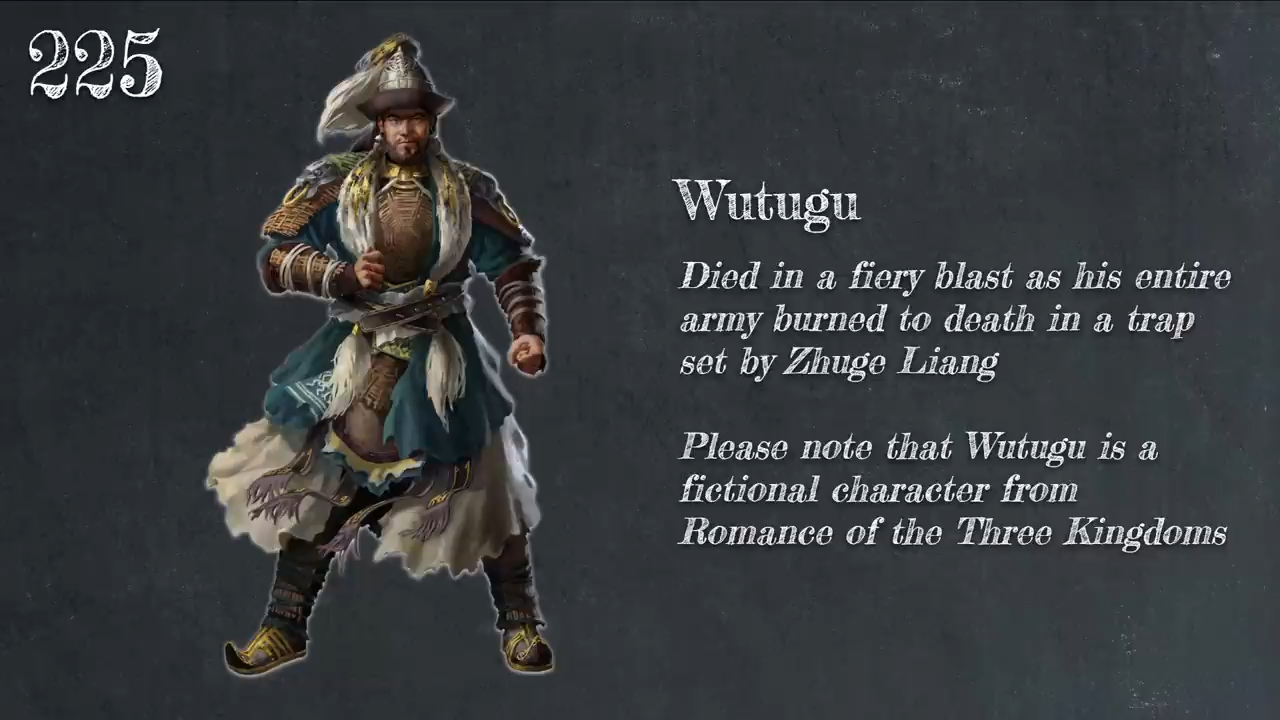 225
Wutugu
Died in a fiery blast as his entire
army burned to death in a trap
set by Zhuge Liang
Please note that Wutugu is a
fictional character from
Romance of the Three Kingdoms